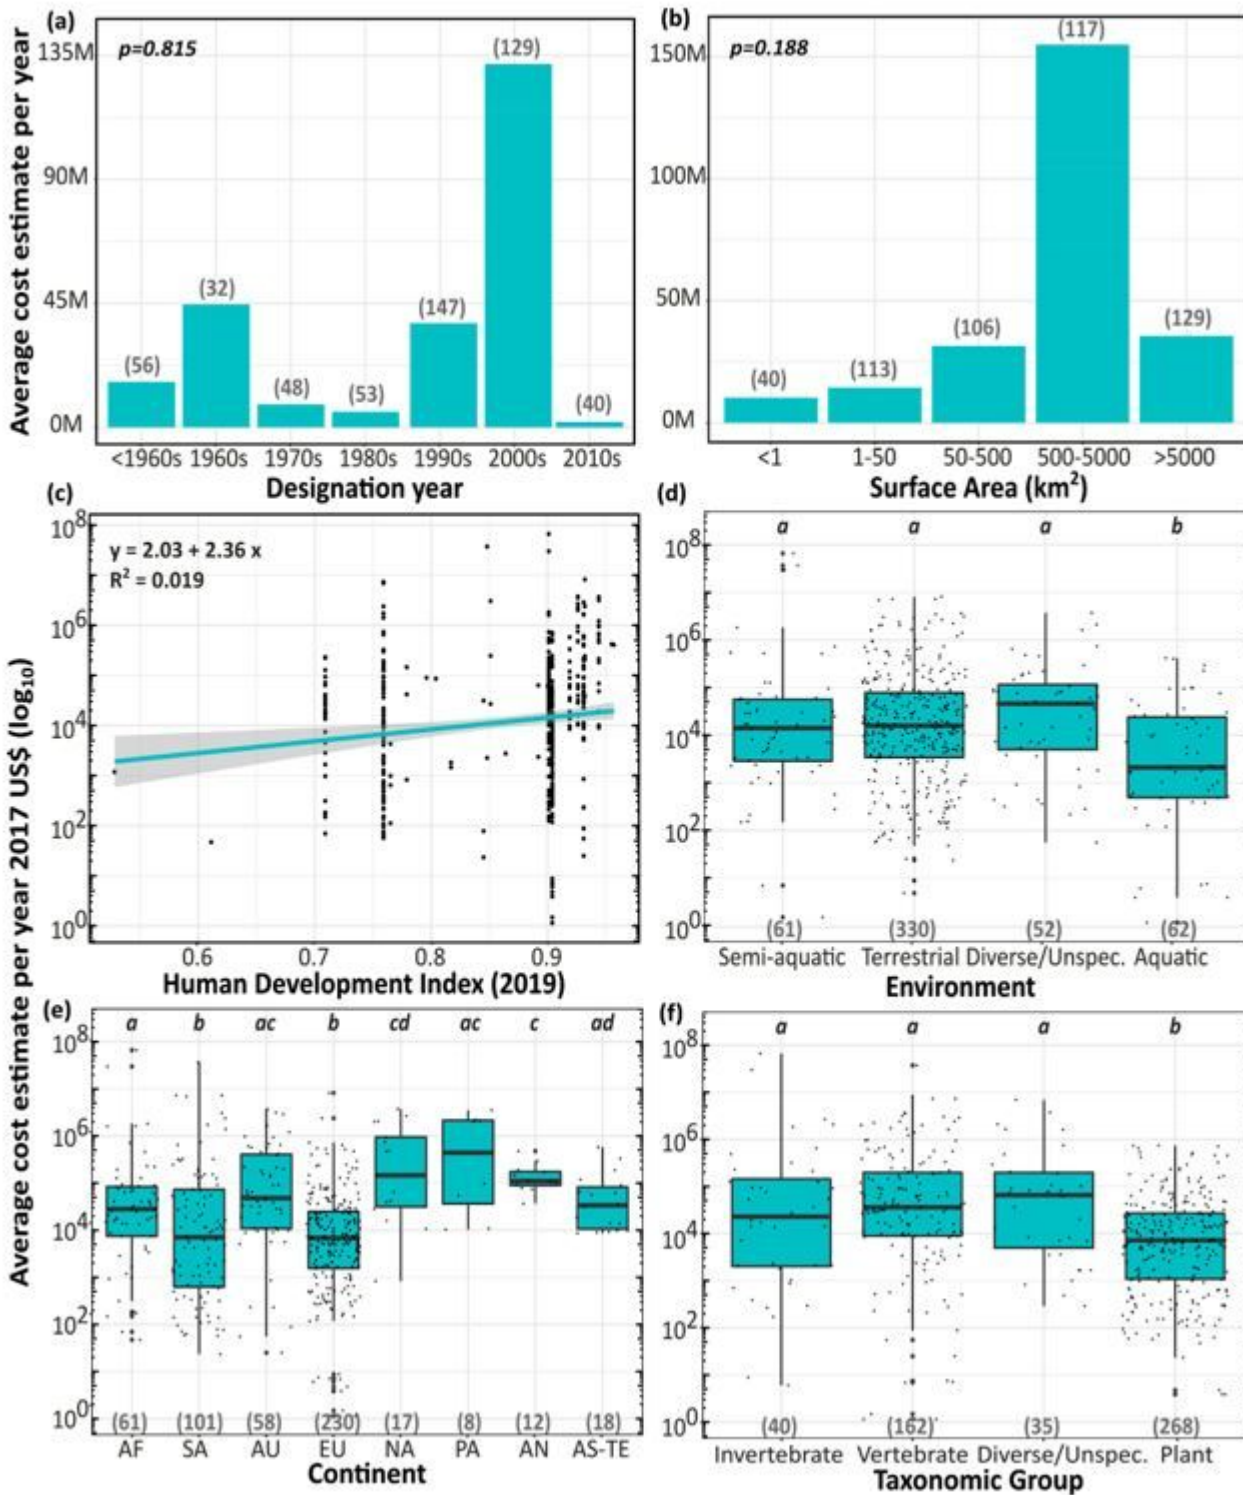 (a)
p=0.815
Average cost estimate per year
135M
90M
45M
0M
(56)
(32)
(48)
(53)
(147)
(129)
(40)
<1960s 1960s 1970s 1980s 1990s 2000s 2010s
Designation year
(b)
p=0.188
150M
100M
50M
0M
(40)
(113)
(106)
(117)
(129)
<1 1-50 50-500 500-5000 >5000
Surface Area (km²)
Average cost estimate per year 2017 US$ (log₁₀)
(c)
y = 2.03 + 2.36 x
R² = 0.019
10⁸
10⁶
10⁴
10²
10⁰
0.6 0.7 0.8 0.9
Human Development Index (2019)
(d)
a a a b
10⁸
10⁶
10⁴
10²
10⁰
(61) (330) (52) (62)
Semi-aquatic Terrestrial Diverse/Unspec. Aquatic
Environment
(e)
a b ac b cd ac c ad
10⁸
10⁶
10⁴
10²
10⁰
(61) (101) (58) (230) (17) (8) (12) (18)
AF SA AU EU NA PA AN AS-TE
Continent
(f)
a a a b
10⁸
10⁶
10⁴
10²
10⁰
(40) (162) (35) (268)
Invertebrate Vertebrate Diverse/Unspec. Plant
Taxonomic Group